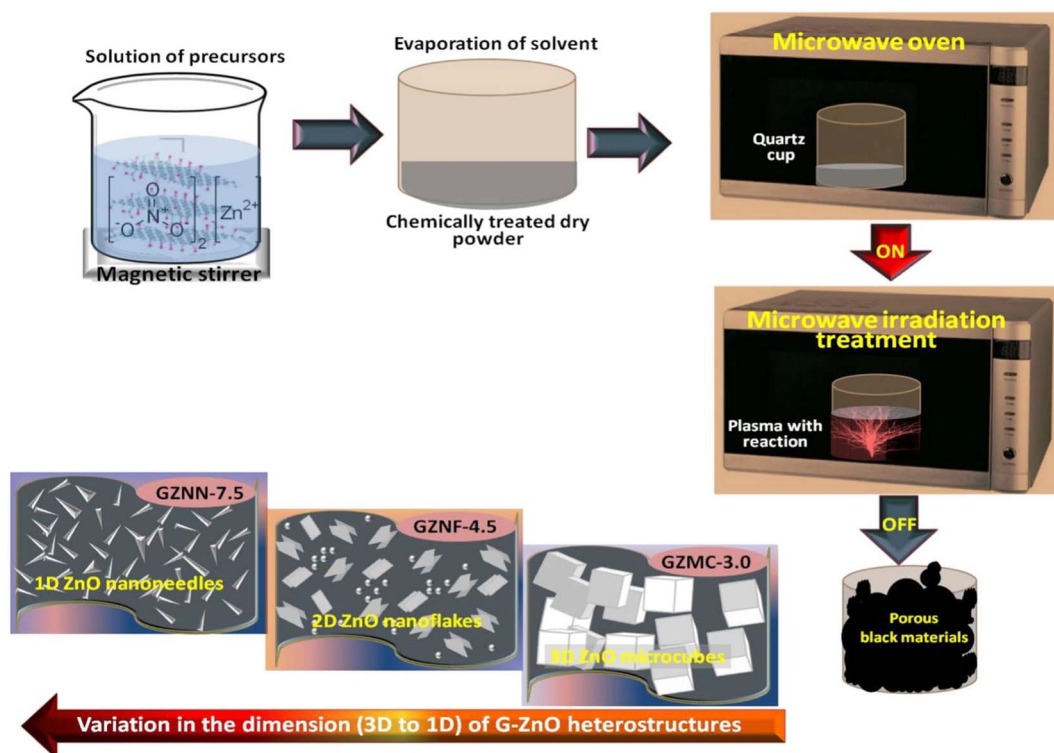 Solution of precursors
O
N+
-O
O
2
Zn2+
Magnetic stirrer
Evaporation of solvent
Chemically treated dry
powder
Microwave oven
Quartz
cup
ON
Microwave irradiation
treatment
Plasma with
reaction
OFF
Porous
black materials
GZMC-3.0
3D ZnO microcubes
GZNF-4.5
2D ZnO nanoflakes
GZNN-7.5
1D ZnO nanoneedles
Variation in the dimension (3D to 1D) of G-ZnO heterostructures